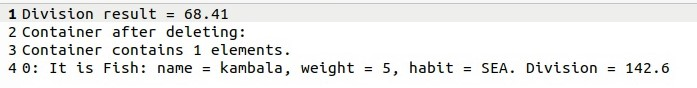 1 Division result = 68.41
2 Container after deleting:
3 Container contains 1 elements.
4 0: It is Fish: name = kambala, weight = 5, habit = SEA. Division = 142.6